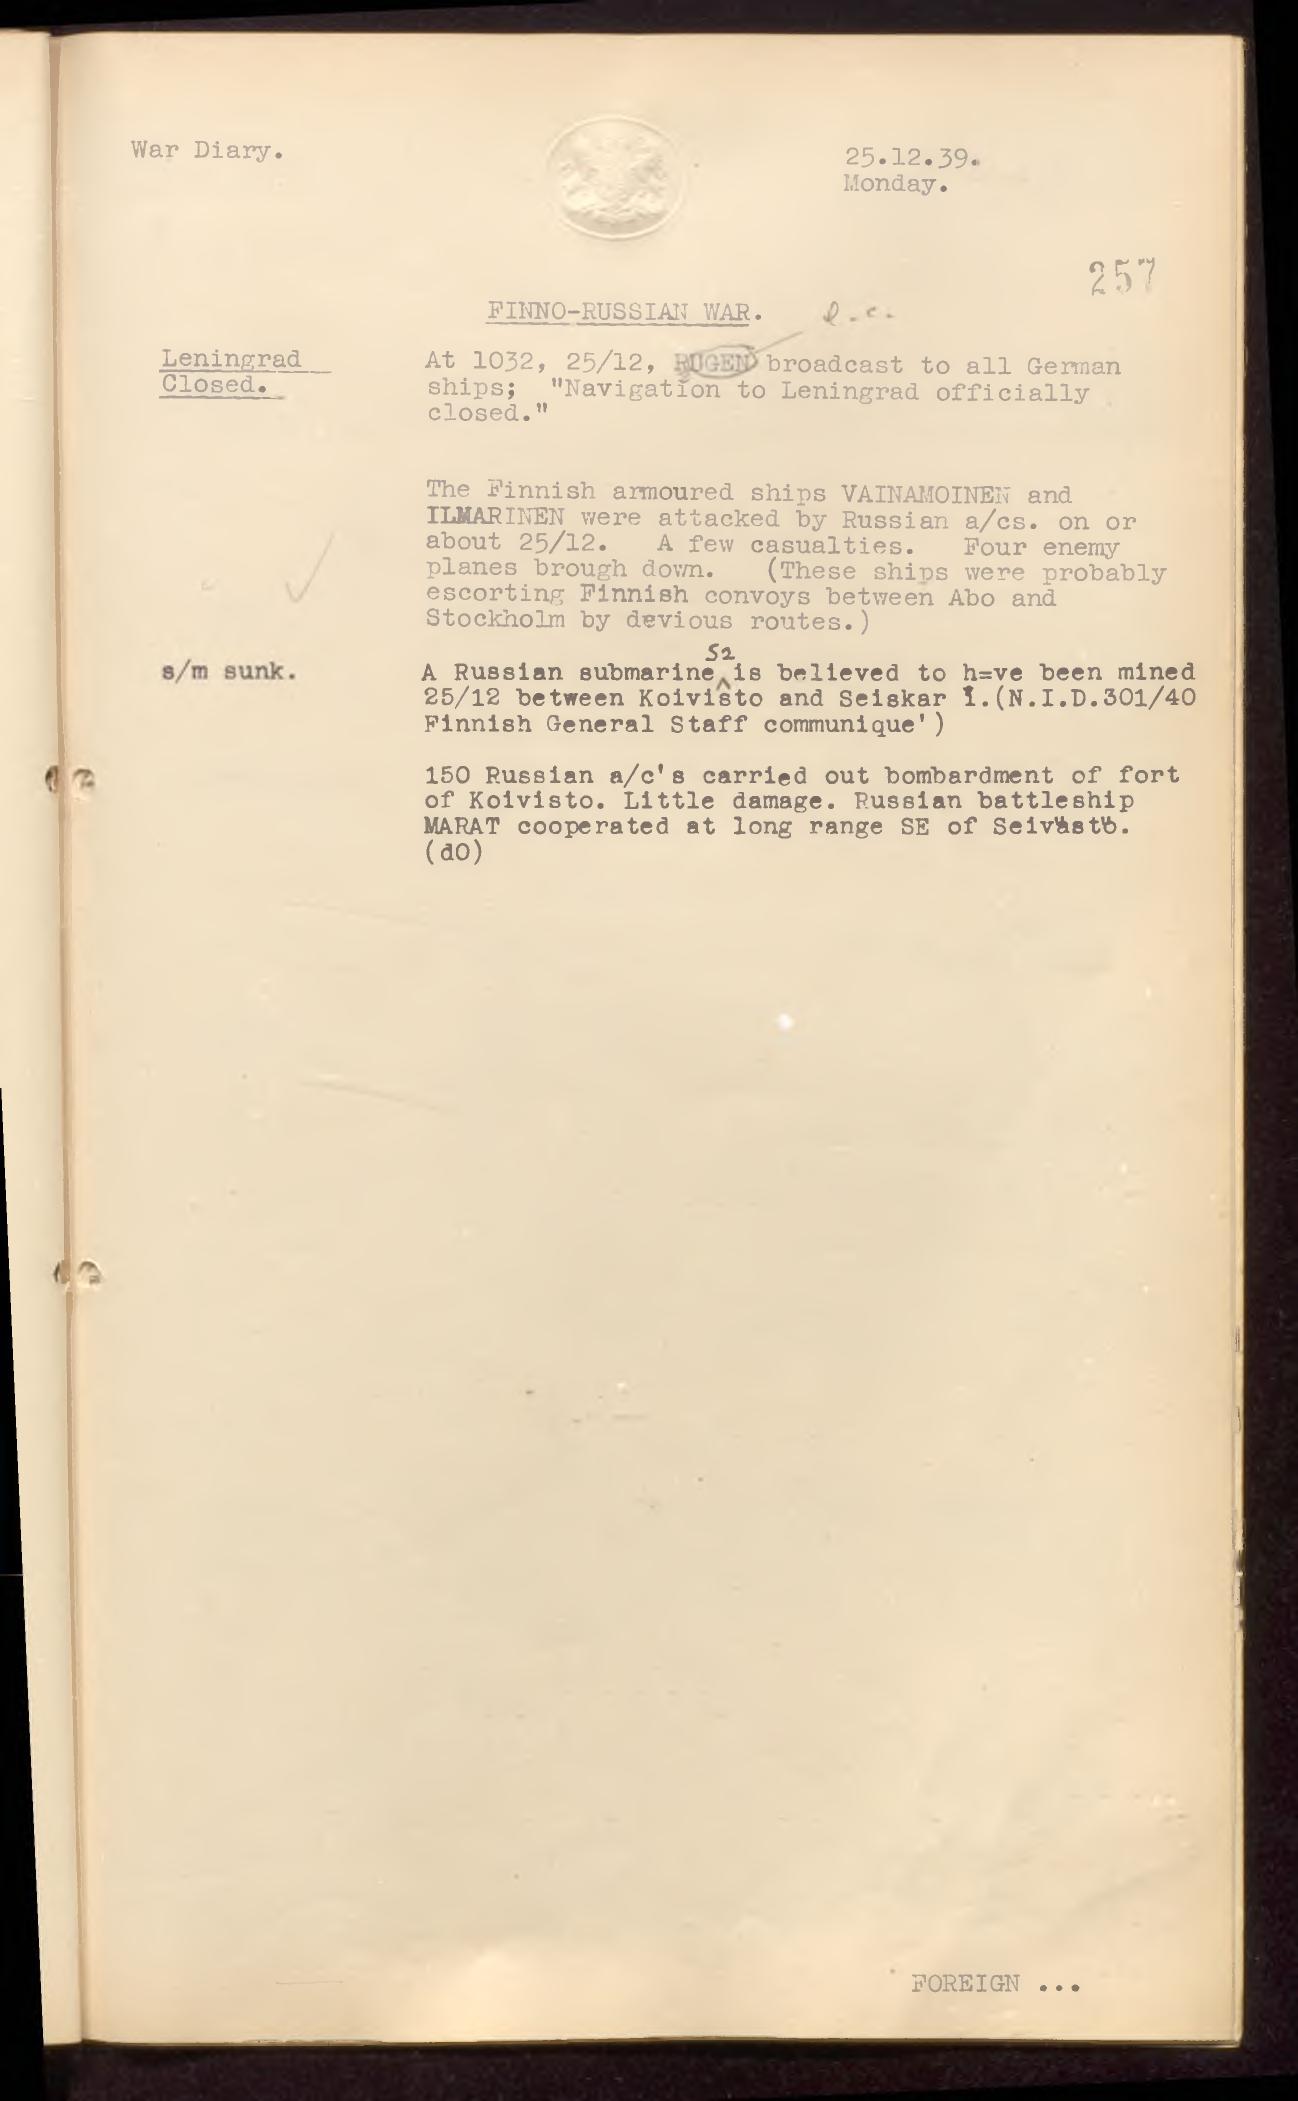 War Diary.
25.12.39.
Monday.
257
FINNO-RUSSIAN WAR.
l.c.
Leningrad
Closed.
At 1032, 25/12, RUGEN broadcast to all German
ships; "Navigation to Leningrad officially
closed."
The Finnish armoured ships VAINAMOINEN and
ILMARINEN were attacked by Russian a/cs. on or
about 25/12. A few casualties. Four enemy
planes brough down. (These ships were probably
escorting Finnish convoys between Abo and
Stockholm by devious routes.)
s/m sunk.
S2
A Russian submarine ^ is believed to h=ve been mined
25/12 between Koivisto and Seiskar I.(N.I.D.301/40
Finnish General Staff communique')
150 Russian a/c's carried out bombardment of fort
of Koivisto. Little damage. Russian battleship
MARAT cooperated at long range SE of
(dO)
FOREIGN ...